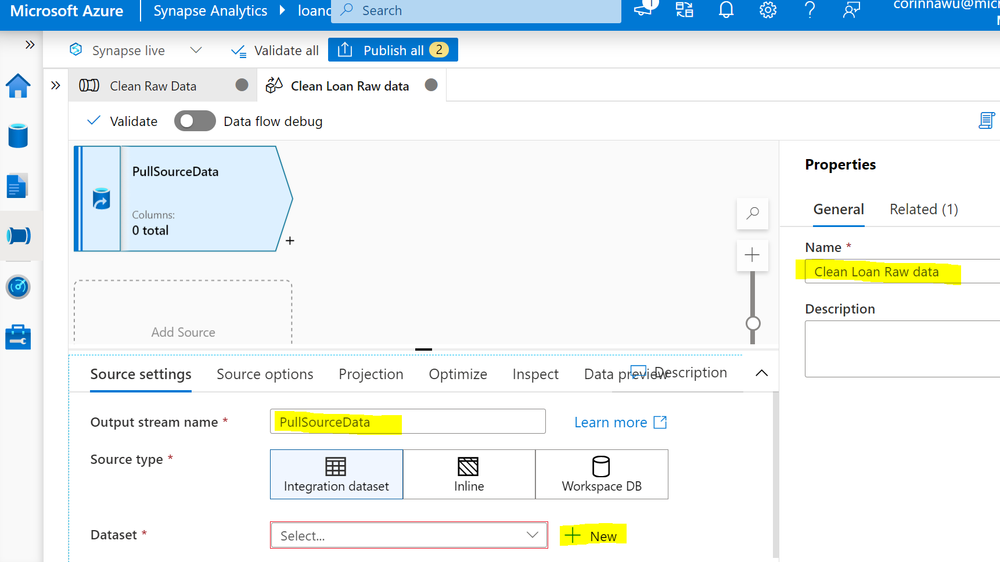 Microsoft Azure
Synapse Analytics
loanc
Search
1
corinnawu@mic
Synapse live
Validate all
Publish all 2
Clean Raw Data
Clean Loan Raw data
Validate
Data flow debug
PullSourceData
Columns:
0 total
+
Add Source
Properties
General
Related (1)
Name *
Clean Loan Raw data
Description
Source settings
Source options
Projection
Optimize
Inspect
Data preview
Description
Output stream name *
PullSourceData
Learn more
Source type *
Integration dataset
Inline
Workspace DB
Dataset *
Select...
+ New